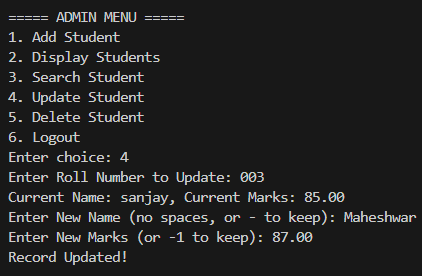 ===== ADMIN MENU =====
1. Add Student
2. Display Students
3. Search Student
4. Update Student
5. Delete Student
6. Logout
Enter choice: 4
Enter Roll Number to Update: 003
Current Name: sanjay, Current Marks: 85.00
Enter New Name (no spaces, or - to keep): Maheshwar
Enter New Marks (or -1 to keep): 87.00
Record Updated!